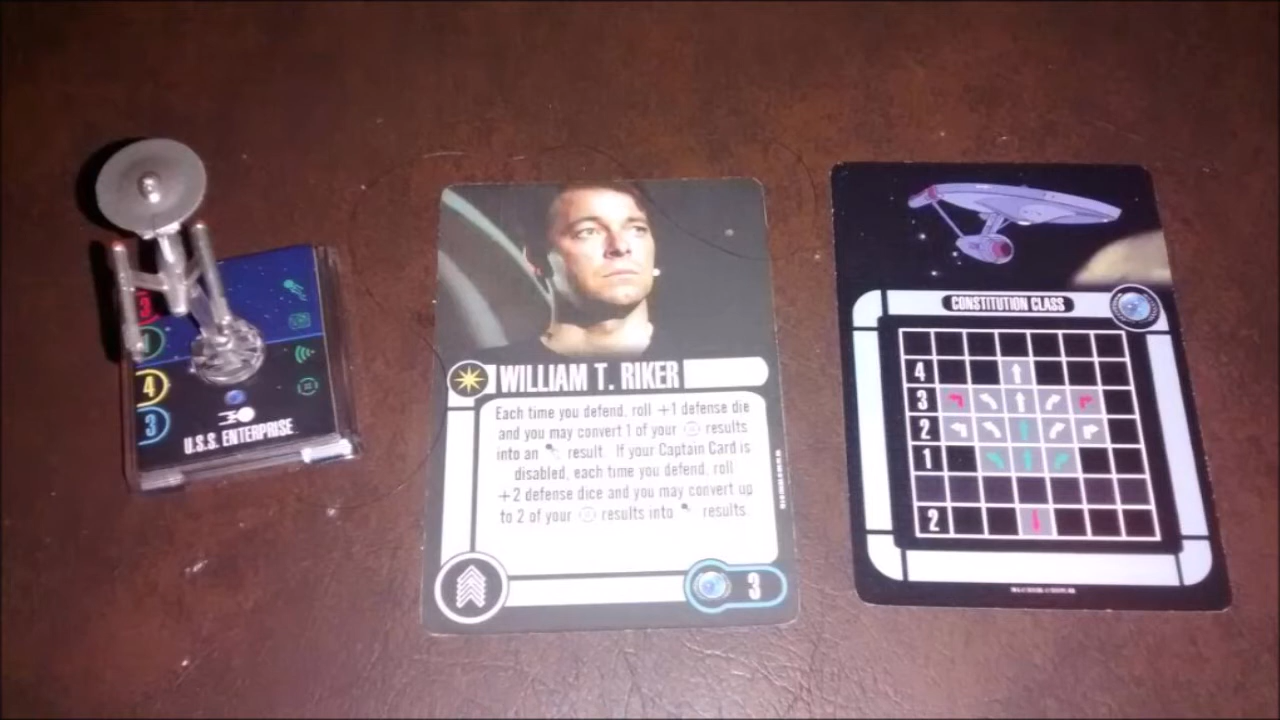 3
1
4
3
U.S.S. ENTERPRISE
WILLIAM T. RIKER
Each time you defend, roll +1 defense die
and you may convert 1 of your results
into an result. If your Captain Card is
disabled, each time you defend, roll
+2 defense dice and you may convert up
to 2 of your results into results
3
CONSTITUTION CLASS
4
3
2
1
2